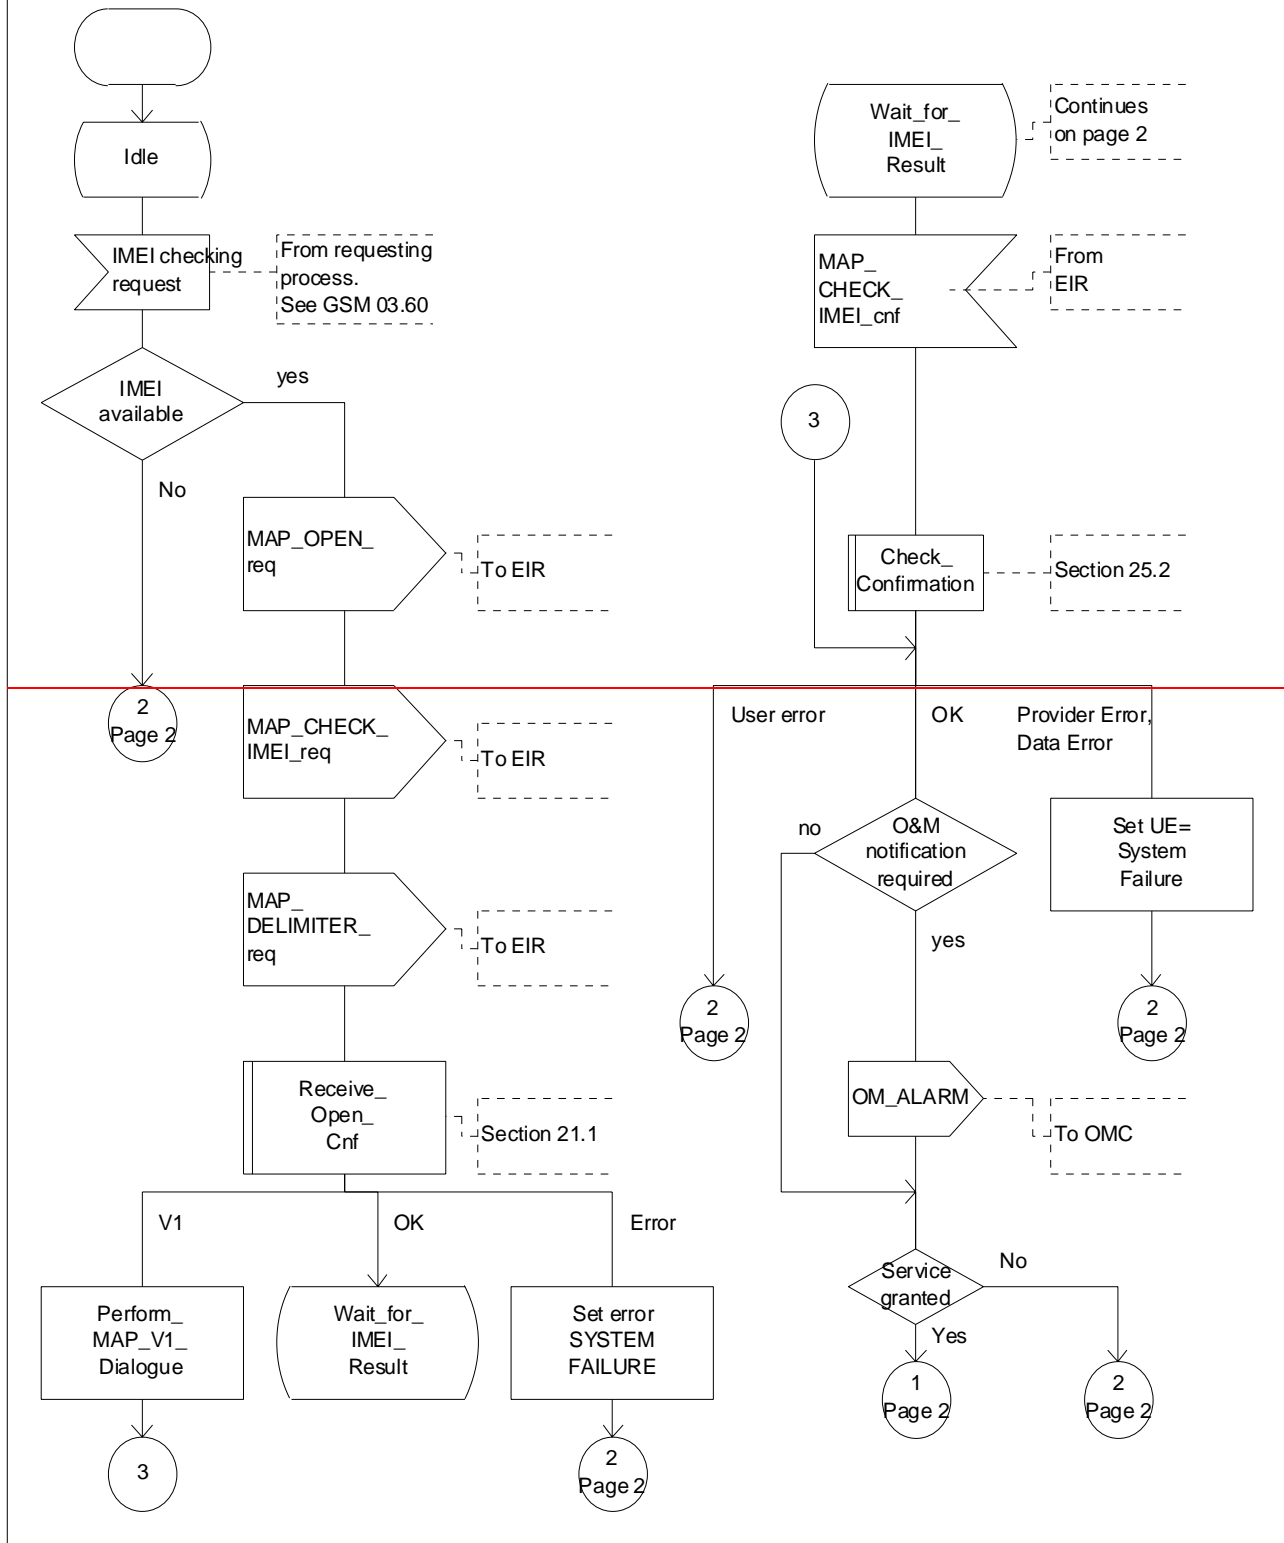 Idle
IMEI checking
request
From requesting
process.
See GSM 03.60
IMEI
available
yes
No
MAP_OPEN_
req
To EIR
2
Page 2
MAP_CHECK_
IMEI_req
To EIR
MAP_
DELIMITER_
req
To EIR
Receive_
Open_
Cnf
Section 21.1
V1
OK
Error
Perform_
MAP_V1_
Dialogue
Wait_for_
IMEI_
Result
Set error
SYSTEM
FAILURE
3
2
Page 2
Wait_for_
IMEI_
Result
Continues
on page 2
MAP_
CHECK_
IMEI_cnf
From
EIR
3
Check_
Confirmation
Section 25.2
User error
OK
Provider Error,
Data Error
no
O&M
notification
required
Set UE=
System
Failure
yes
2
Page 2
2
Page 2
OM_ALARM
To OMC
Service
granted
No
Yes
1
Page 2
2
Page 2